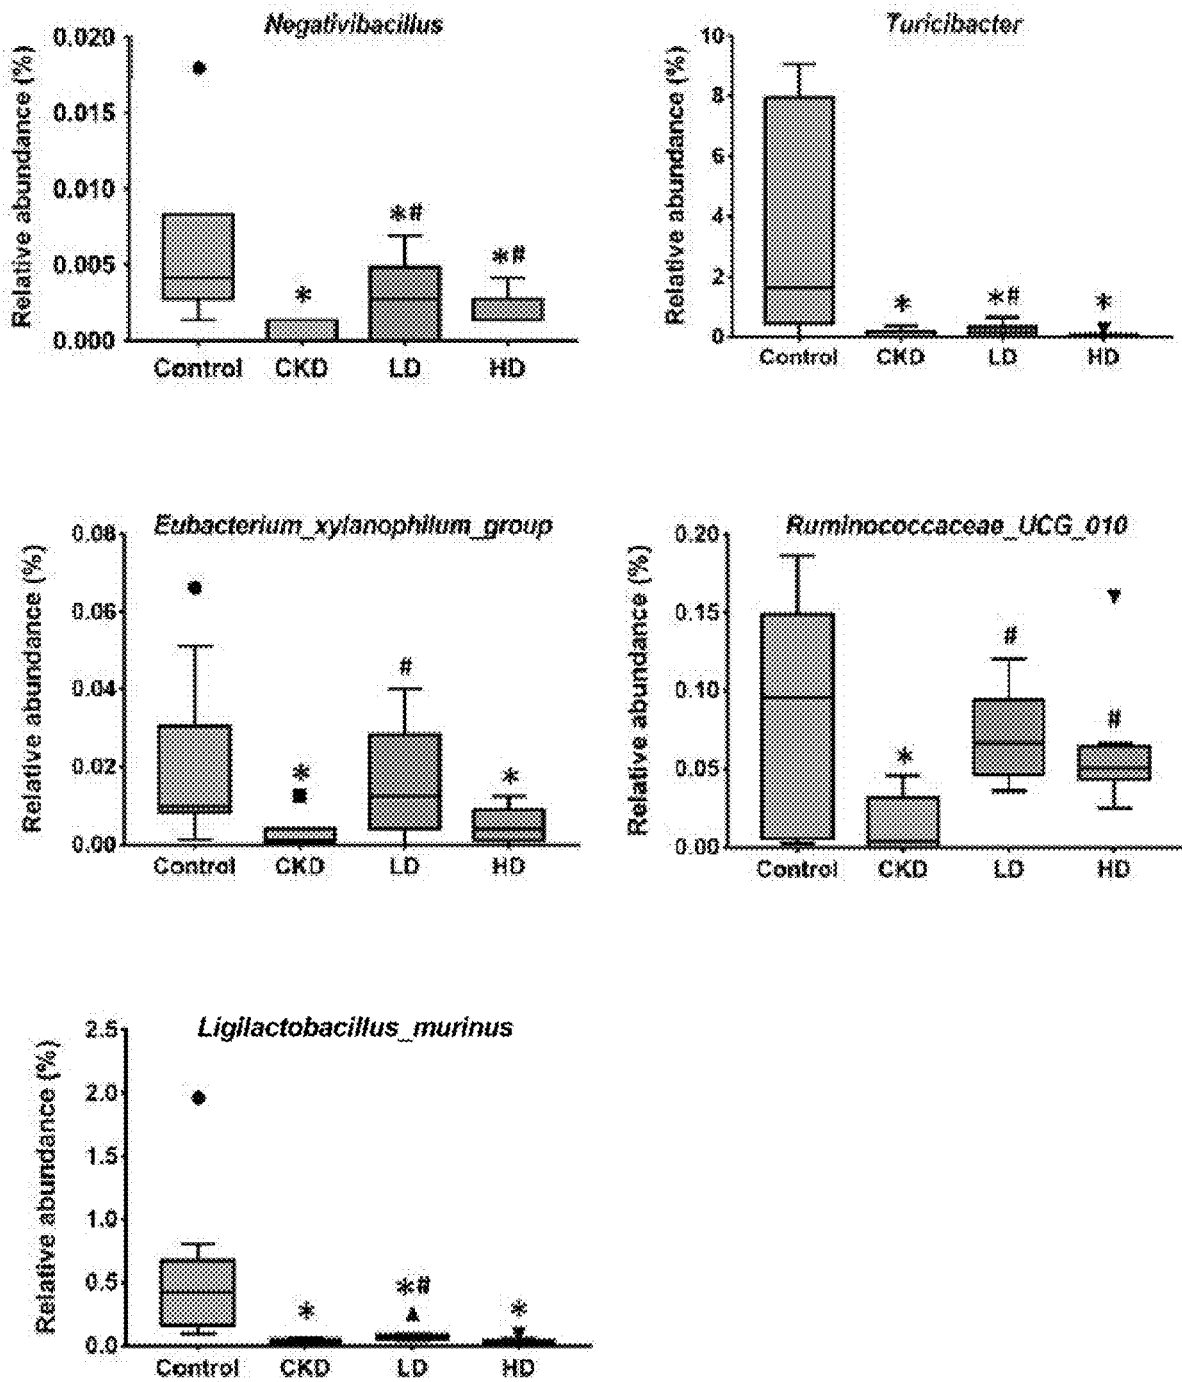 Negativibacillus
Relative abundance (%)
0.020
0.015
0.010
0.005
0.000
*
*#
*#
Control CKD LD HD
Turicibacter
Relative abundance (%)
10
8
6
4
2
0
*
*#
*
Control CKD LD HD
Eubacterium_xylanophilum_group
Relative abundance (%)
0.08
0.06
0.04
0.02
0.00
*
#
*
Control CKD LD HD
Ruminococcaceae_UCG_010
Relative abundance (%)
0.20
0.15
0.10
0.05
0.00
*
#
#
Control CKD LD HD
Ligilactobacillus_murinus
Relative abundance (%)
2.5
2.0
1.5
1.0
0.5
0.0
*
*#
*
Control CKD LD HD